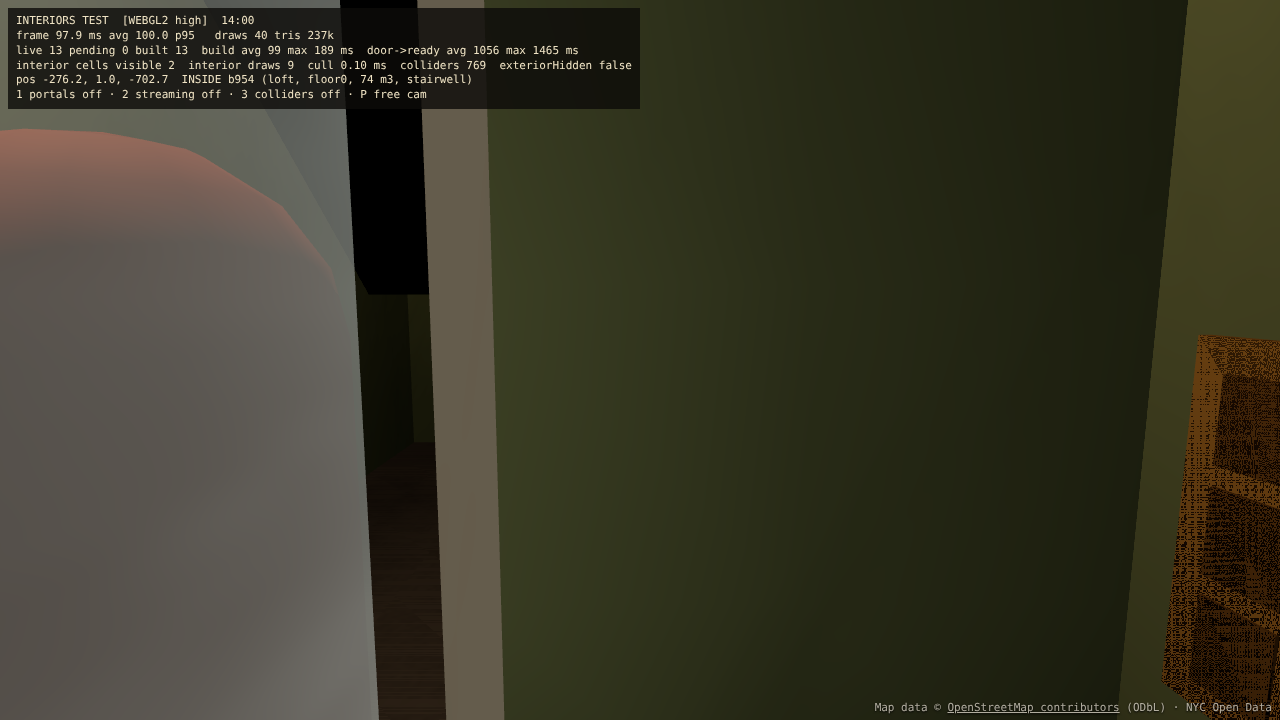 INTERIORS TEST  [WEBGL2 high]  14:00
frame 97.9 ms avg 100.0 p95   draws 40 tris 237k
live 13 pending 0 built 13  build avg 99 max 189 ms  door->ready avg 1056 max 1465 ms
interior cells visible 2  interior draws 9  cull 0.10 ms  colliders 769  exteriorHidden false
pos -276.2, 1.0, -702.7  INSIDE b954 (loft, floor0, 74 m3, stairwell)
1 portals off · 2 streaming off · 3 colliders off · P free cam
Map data © OpenStreetMap contributors (ODbL) · NYC Open Data